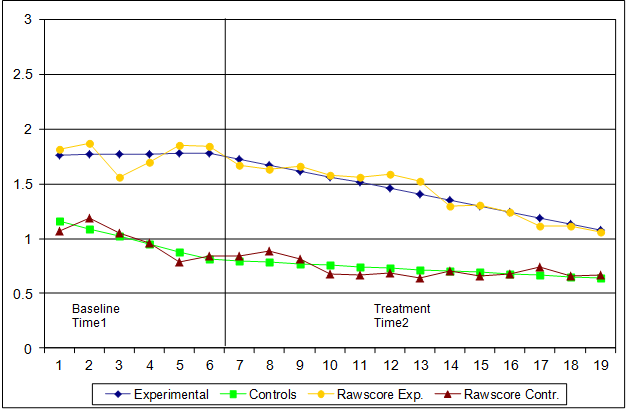 3
2.5
2
1.5
1
0.5
0
Baseline Treatment
Time1 Time2
1 2 3 4 5 6 7 8 9 10 11 12 13 14 15 16 17 18 19
Experimental Controls Rawscore Exp. Rawscore Contr.